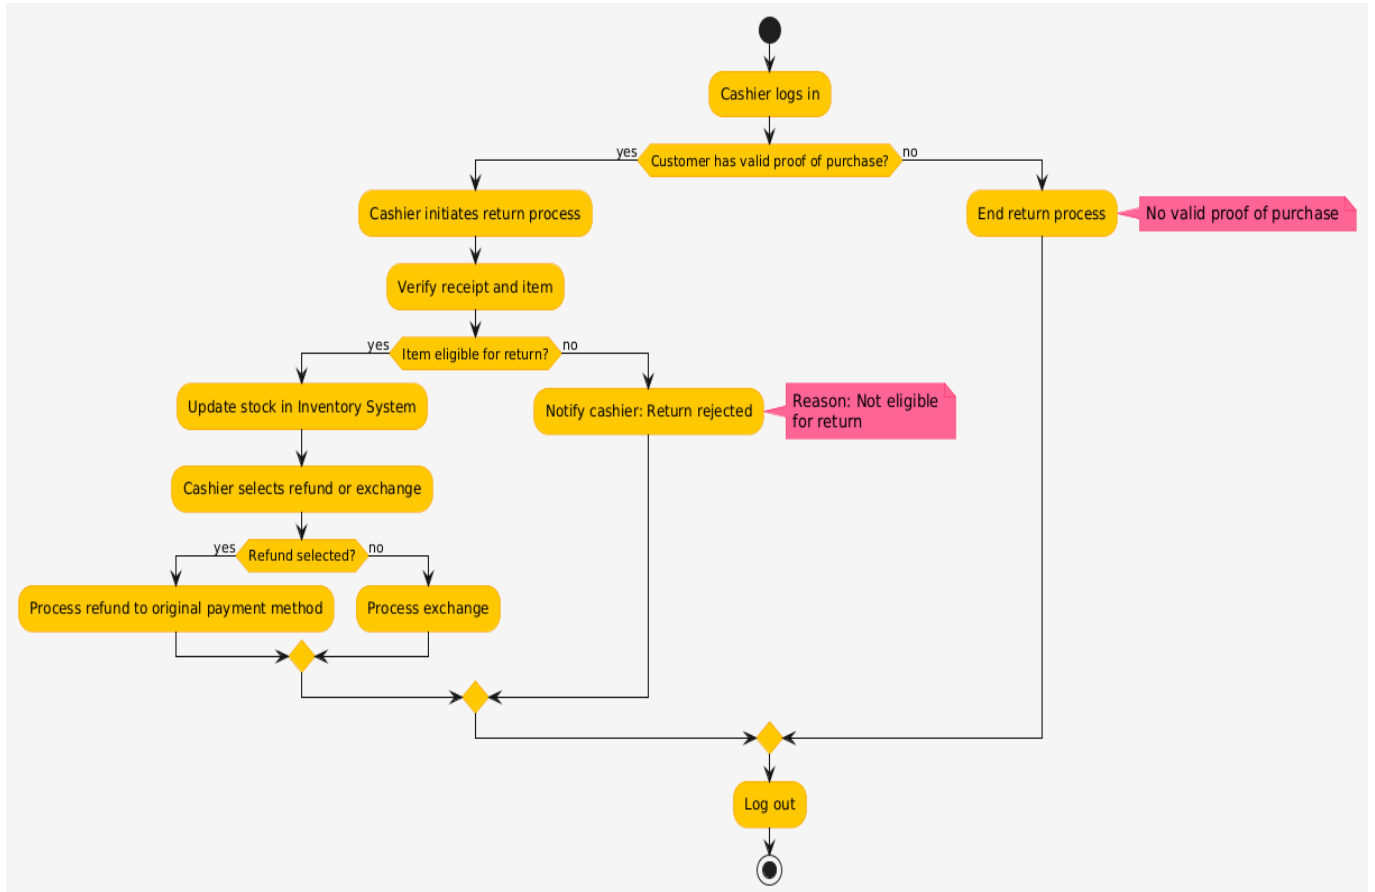 Cashier logs in
yes
Customer has valid proof of purchase?
no
Cashier initiates return process
End return process
No valid proof of purchase
Verify receipt and item
yes
Item eligible for return?
no
Update stock in Inventory System
Notify cashier: Return rejected
Reason: Not eligible
for return
Cashier selects refund or exchange
yes
Refund selected?
no
Process refund to original payment method
Process exchange
Log out